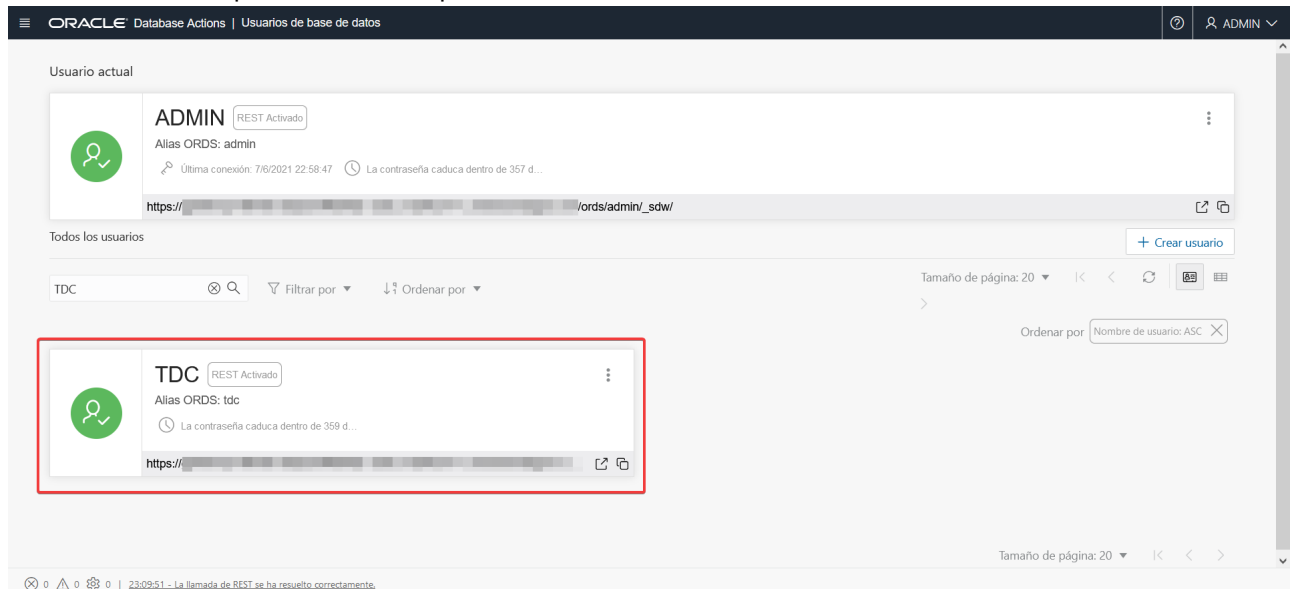 ORACLE Database Actions | Usuarios de base de datos ADMIN
Usuario actual
ADMIN REST Activado
Alias ORDS: admin
Última conexión: 7/6/2021 22:58:47 La contraseña caduca dentro de 357 d...
https:// /ords/admin/_sdw/
Todos los usuarios + Crear usuario
TDC Filtrar por Ordenar por Tamaño de página: 20
Ordenar por Nombre de usuario: ASC
TDC REST Activado
Alias ORDS: tdc
La contraseña caduca dentro de 359 d...
https://
Tamaño de página: 20
0 0 0 | 23:09:51 - La llamada de REST se ha resuelto correctamente.